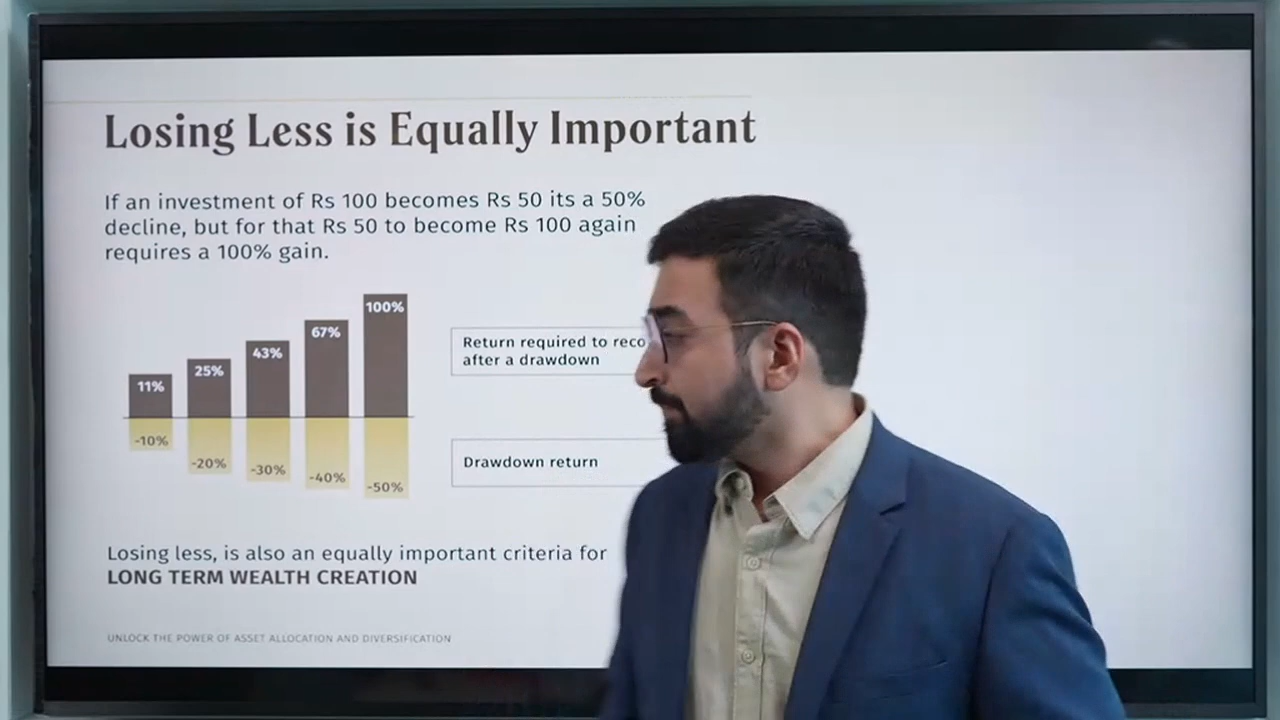 Losing Less is Equally Important
If an investment of Rs 100 becomes Rs 50 its a 50%
decline, but for that Rs 50 to become Rs 100 again
requires a 100% gain.
11%
25%
43%
67%
100%
-10%
-20%
-30%
-40%
-50%
Return required to
after a drawdown
Drawdown return
Losing less, is also an equally important criteria for
LONG TERM WEALTH CREATION
UNLOCK THE POWER OF ASSET ALLOCATION AND DIVERSIFICATION